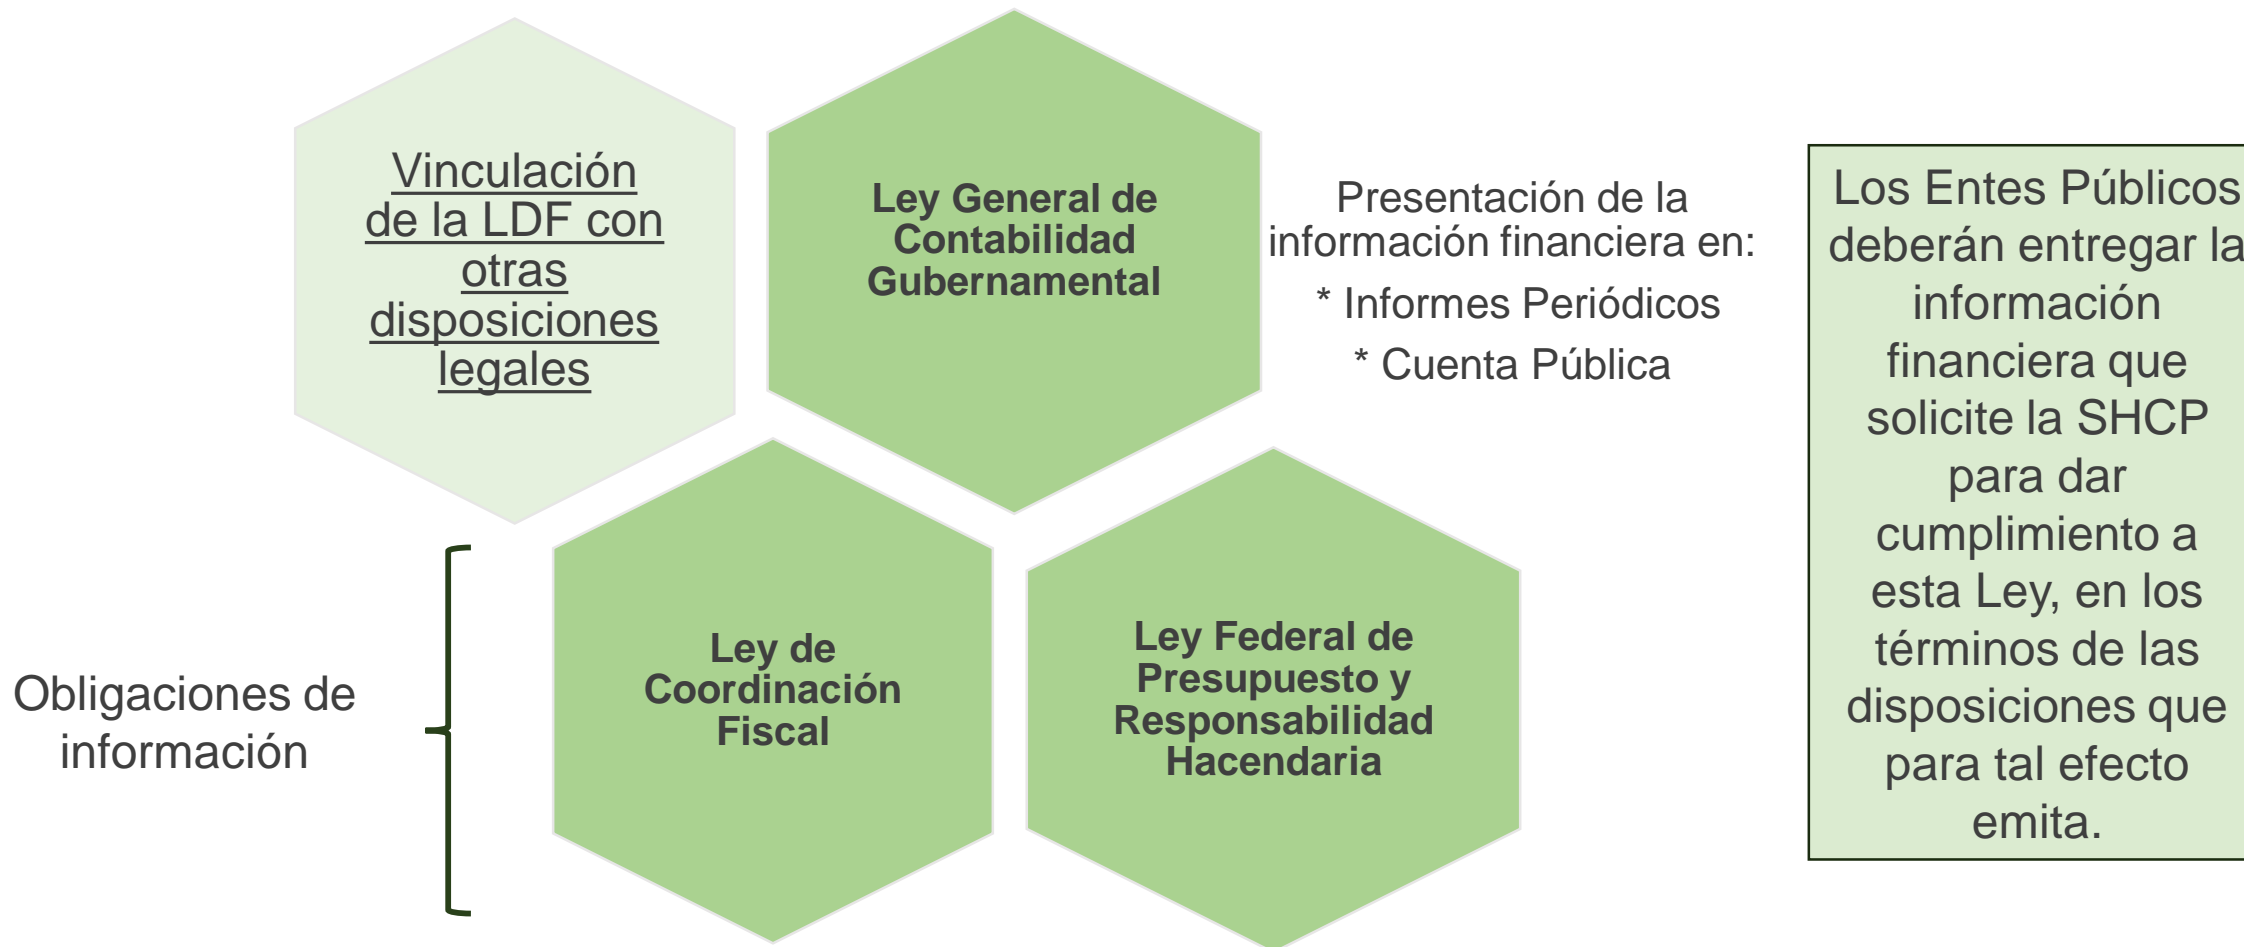 Vinculación
de la LDF con
otras
disposiciones
legales
Ley General de
Contabilidad
Gubernamental
Presentación de la
información financiera en:
* Informes Periódicos
* Cuenta Pública
Obligaciones de
información
Ley de
Coordinación
Fiscal
Ley Federal de
Presupuesto y
Responsabilidad
Hacendaria
Los Entes Públicos
deberán entregar la
información
financiera que
solicite la SHCP
para dar
cumplimiento a
esta Ley, en los
términos de las
disposiciones que
para tal efecto
emita.